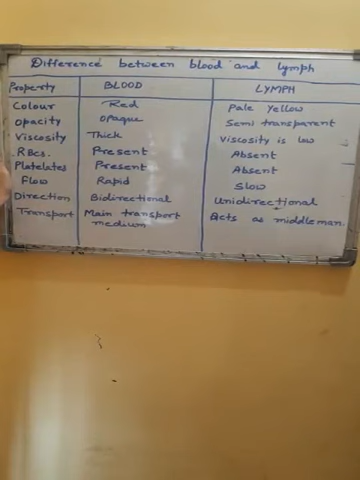 Difference between blood and lymph
Property BLOOD LYMPH
Colour Red Pale Yellow
Opacity Opaque Semi transparent
Viscosity Thick Viscosity is low
RBCs. Present Absent
Platelates Present Absent
Flow Rapid Slow
Direction Bidirectional Unidirectional
Transport Main transport Acts as middleman.
medium